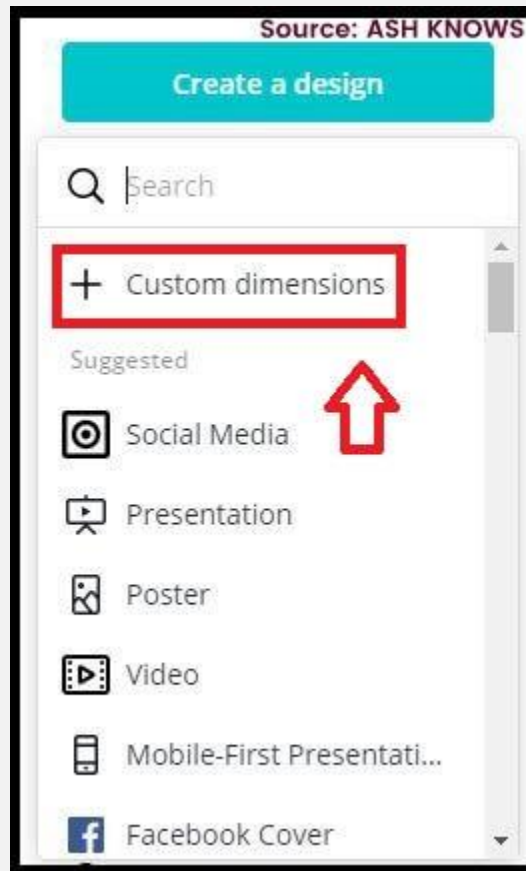 Source: ASH KNOWS
Create a design
Search
Custom dimensions
Suggested
Social Media
Presentation
Poster
Video
Mobile-First Presentati...
Facebook Cover